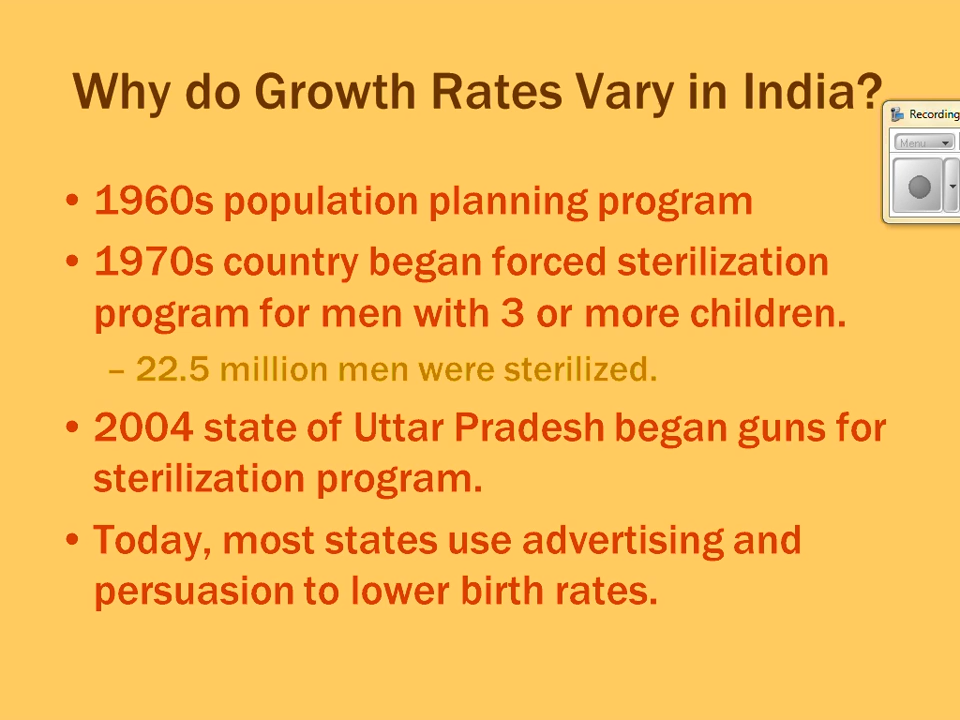 Why do Growth Rates Vary in India?
Recording
Menu
• 1960s population planning program
• 1970s country began forced sterilization
program for men with 3 or more children.
– 22.5 million men were sterilized.
• 2004 state of Uttar Pradesh began guns for
sterilization program.
• Today, most states use advertising and
persuasion to lower birth rates.